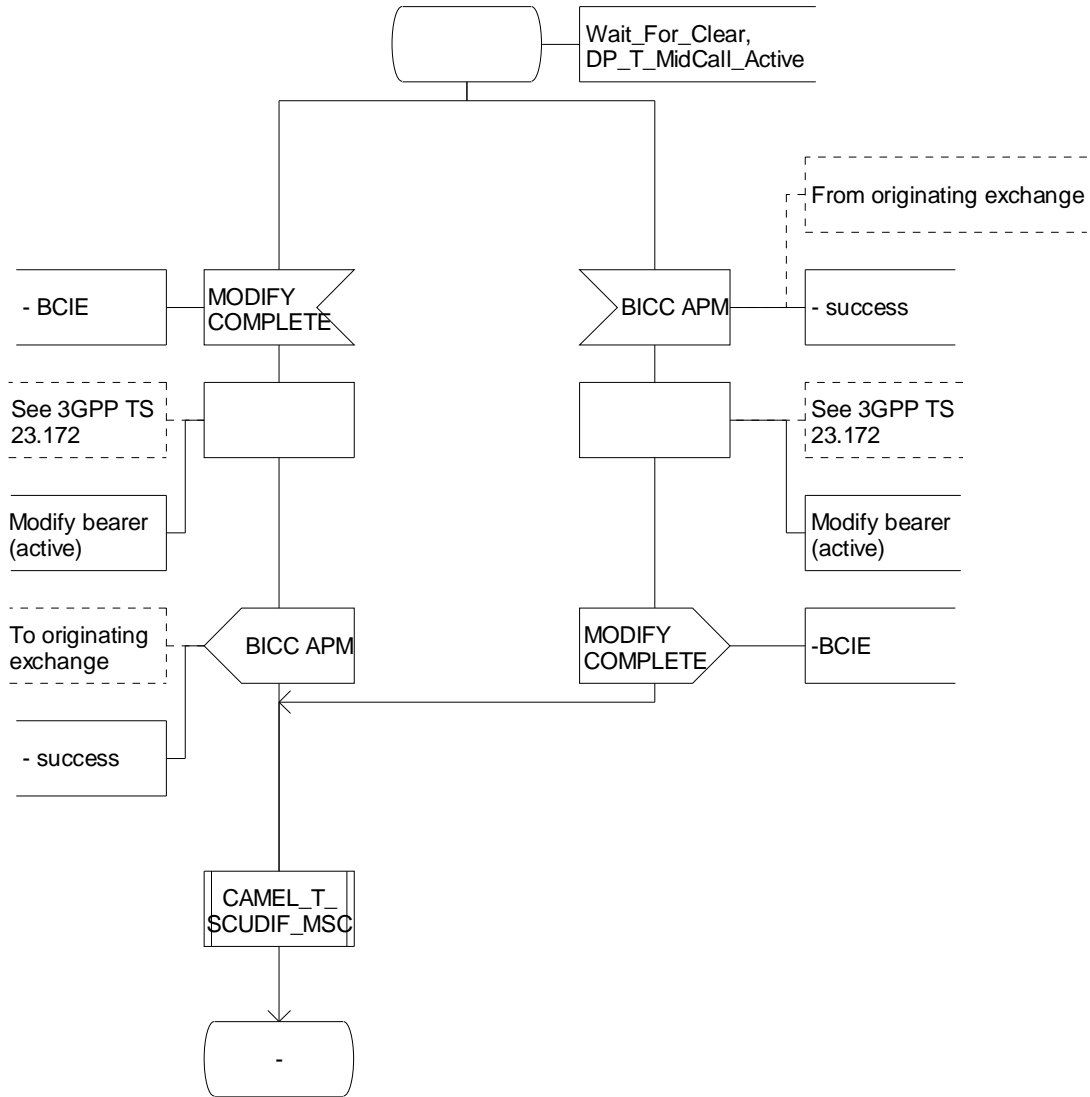 Wait_For_Clear,
DP_T_MidCall_Active
From originating exchange
- BCIE
MODIFY
COMPLETE
BICC APM
- success
See 3GPP TS
23.172
See 3GPP TS
23.172
Modify bearer
(active)
Modify bearer
(active)
To originating
exchange
BICC APM
MODIFY
COMPLETE
-BCIE
- success
CAMEL_T_
SCUDIF_MSC
-